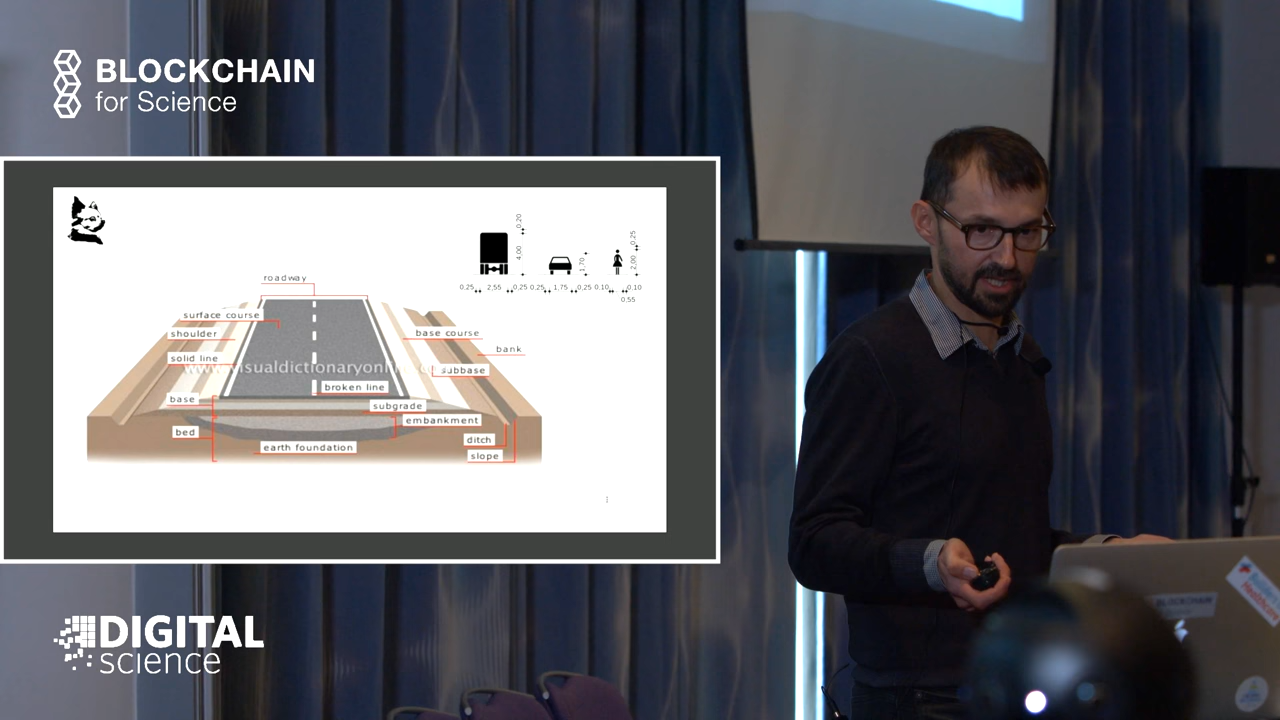 BLOCKCHAIN
for Science
roadway
surface course
shoulder
solid line
base course
bank
subbase
broken line
base
subgrade
embankment
bed
ditch
earth foundation
slope
0,20
4,00
1,70
0,25
2,00
0,25 2,55 0,25 0,25 1,75 0,25 0,10 0,10
0,55
DIGITAL
science
BLOCKCHAIN